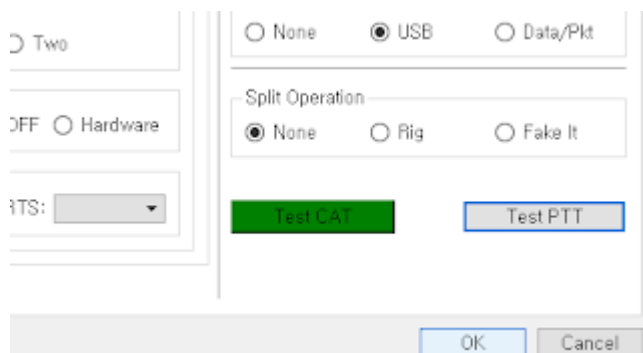 None USB Data/Pkt
Two
Split Operation
OFF Hardware
None Rig Fake It
RTS:
Test CAT Test PTT
OK Cancel